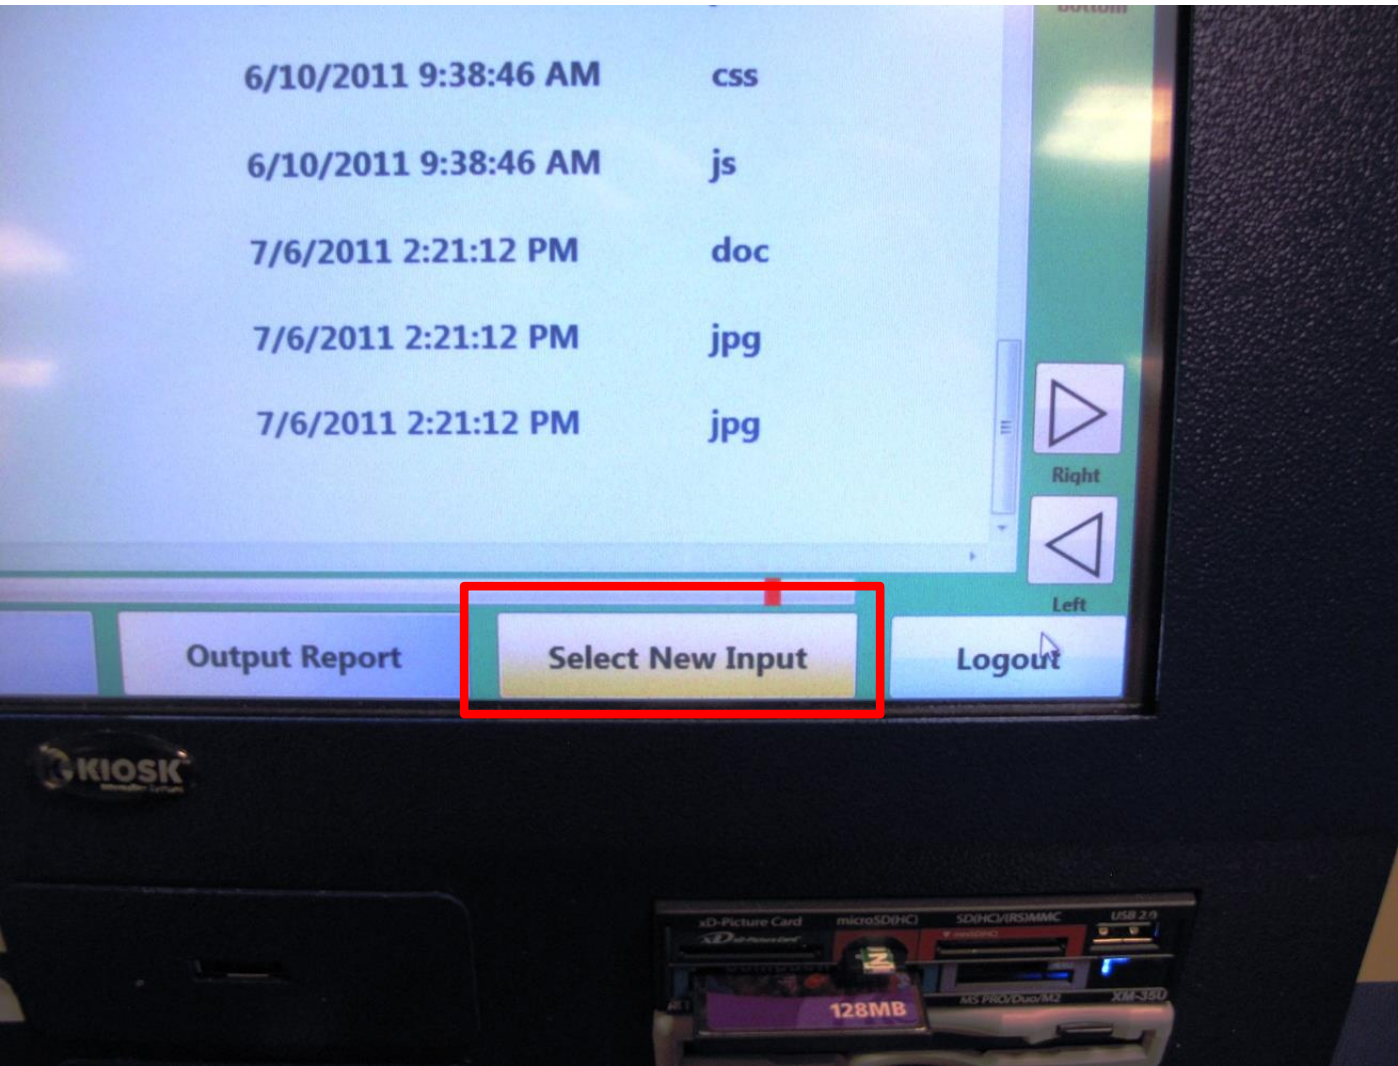 bottom
6/10/2011 9:38:46 AM css
6/10/2011 9:38:46 AM js
7/6/2011 2:21:12 PM doc
7/6/2011 2:21:12 PM jpg
7/6/2011 2:21:12 PM jpg
Right
Left
Output Report Select New Input Logout
KIOSK
xD-Picture Card microSD(HC) SD(HC)/(RS)MMC USB 2.0
128MB MS PRO/Duo/M2 XM-35U